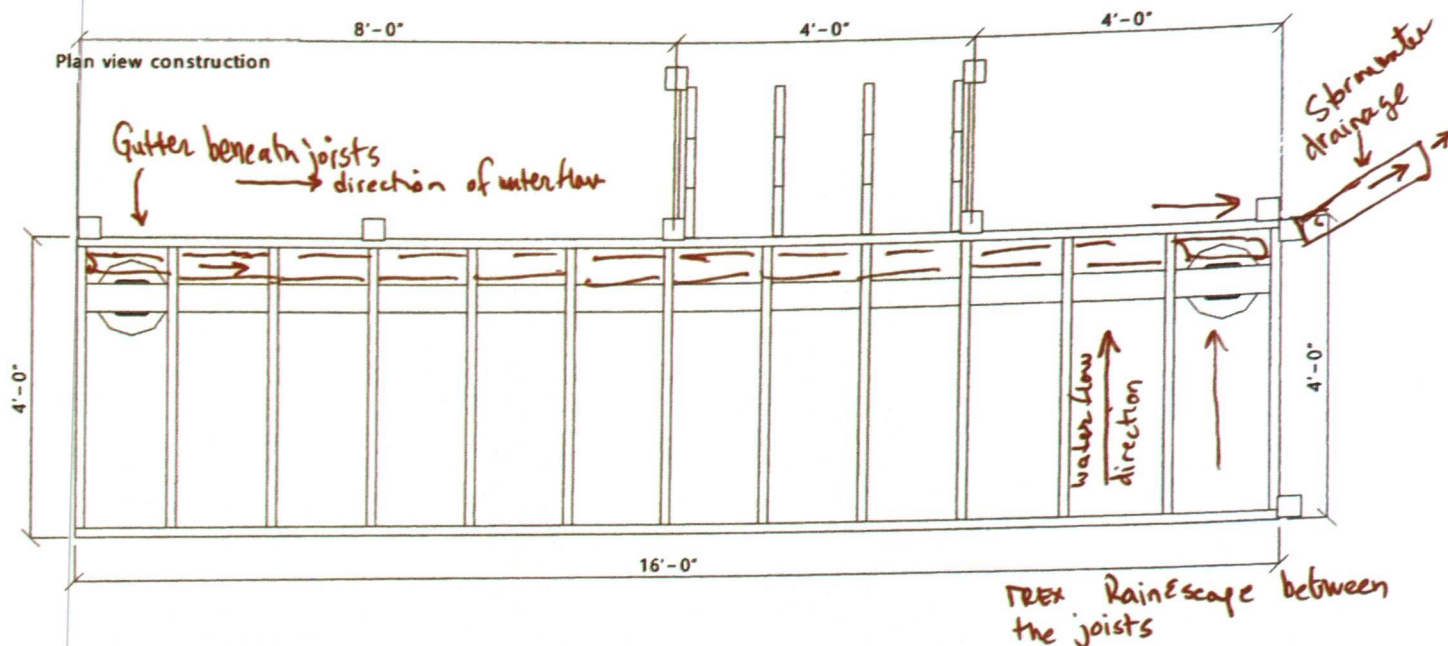 8'-0"
4'-0"
4'-0"
Plan view construction
Stormwater
drainage
Gutter beneath joists
direction of waterflow
4'-0"
water flow
direction
4'-0"
16'-0"
TREX RainEscape between
the joists